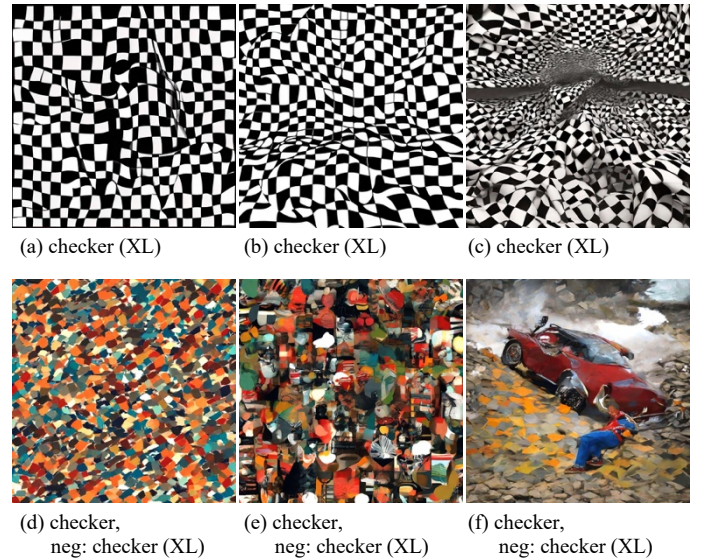 (a) checker (XL)
(b) checker (XL)
(c) checker (XL)
(d) checker,
neg: checker (XL)
(e) checker,
neg: checker (XL)
(f) checker,
neg: checker (XL)